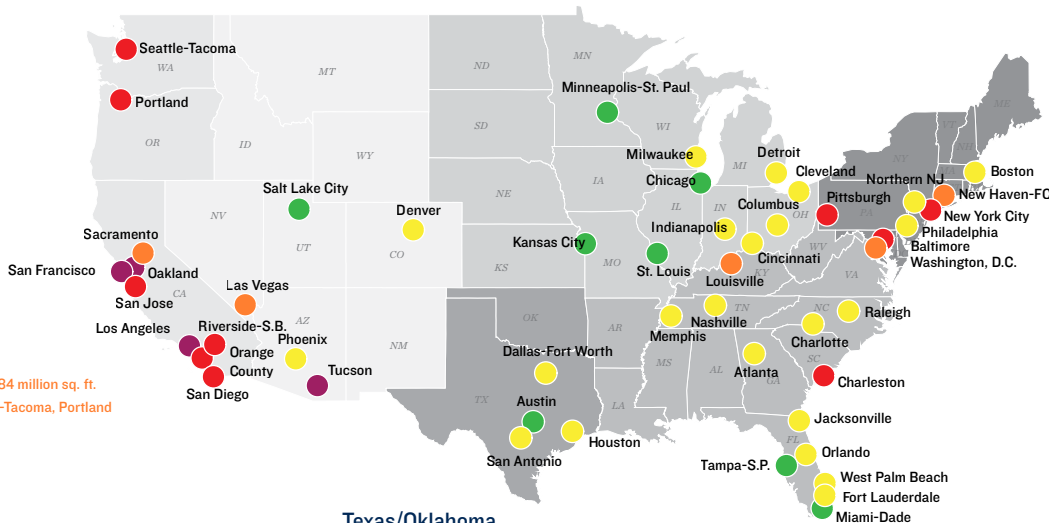 Seattle-Tacoma
WA
MT
ND
MN
Minneapolis-St. Paul
Portland
OR
ID
WY
SD
WI
Milwaukee
MI
Detroit
Cleveland
NY
VT
NH
ME
Boston
Salt Lake City
NV
UT
Denver
CO
NE
IA
Chicago
IL
IN
Indianapolis
Columbus
OH
Pittsburgh
PA
Northern NJ
New Haven-FC
New York City
Philadelphia
Baltimore
Washington, D.C.
Sacramento
San Francisco
Oakland
San Jose
CA
Kansas City
KS
MO
St. Louis
Cincinnati
Louisville
KY
WV
VA
Las Vegas
Los Angeles
Riverside-S.B.
Orange
County
San Diego
AZ
Phoenix
Tucson
NM
OK
AR
TN
Nashville
Memphis
NC
Raleigh
Charlotte
SC
Charleston
84 million sq. ft.
-Tacoma, Portland
Dallas-Fort Worth
TX
Austin
San Antonio
Houston
LA
MS
AL
Atlanta
GA
Jacksonville
FL
Orlando
Tampa-S.P.
West Palm Beach
Fort Lauderdale
Miami-Dade
Texas/Oklahoma